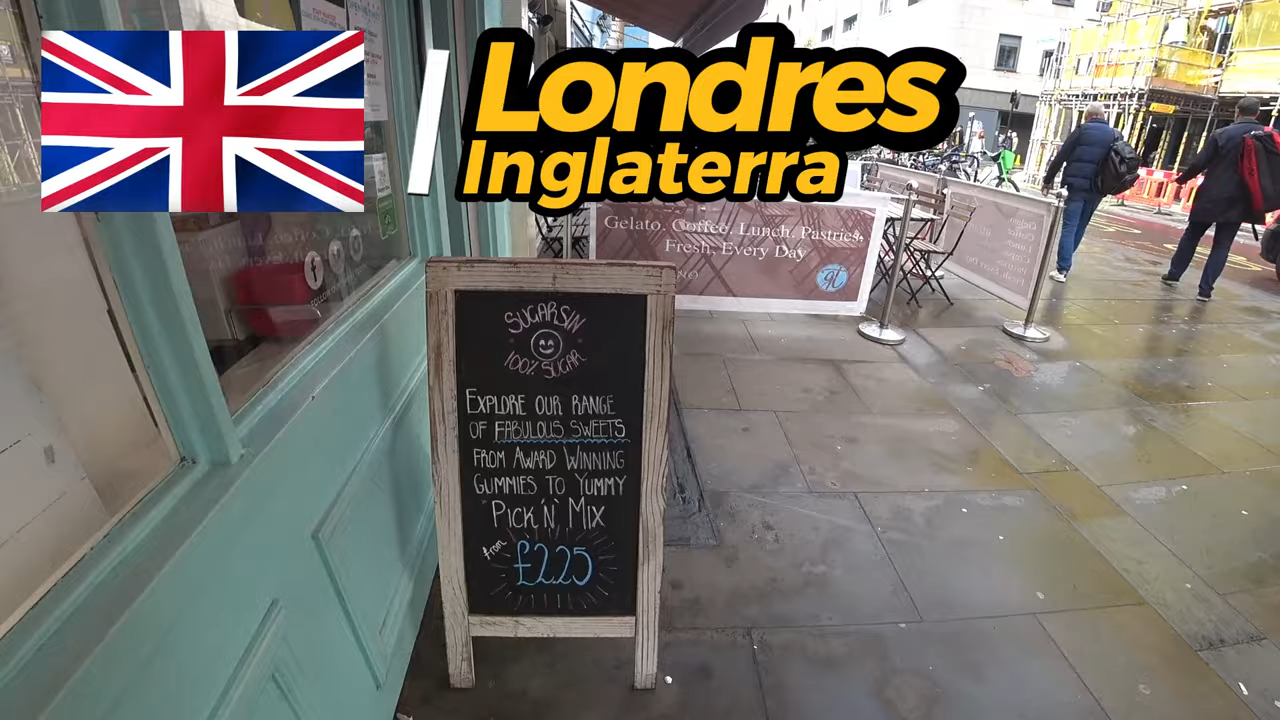 Londres
Inglaterra
Gelato. Coffee. Lunch. Pastries,
Fresh, Every Day
SUGARSIN
100% SUGAR
EXPLORE OUR RANGE
OF FABULOUS SWEETS
FROM AWARD WINNING
GUMMIES TO YUMMY
PICK 'N' MIX
from
£2.25